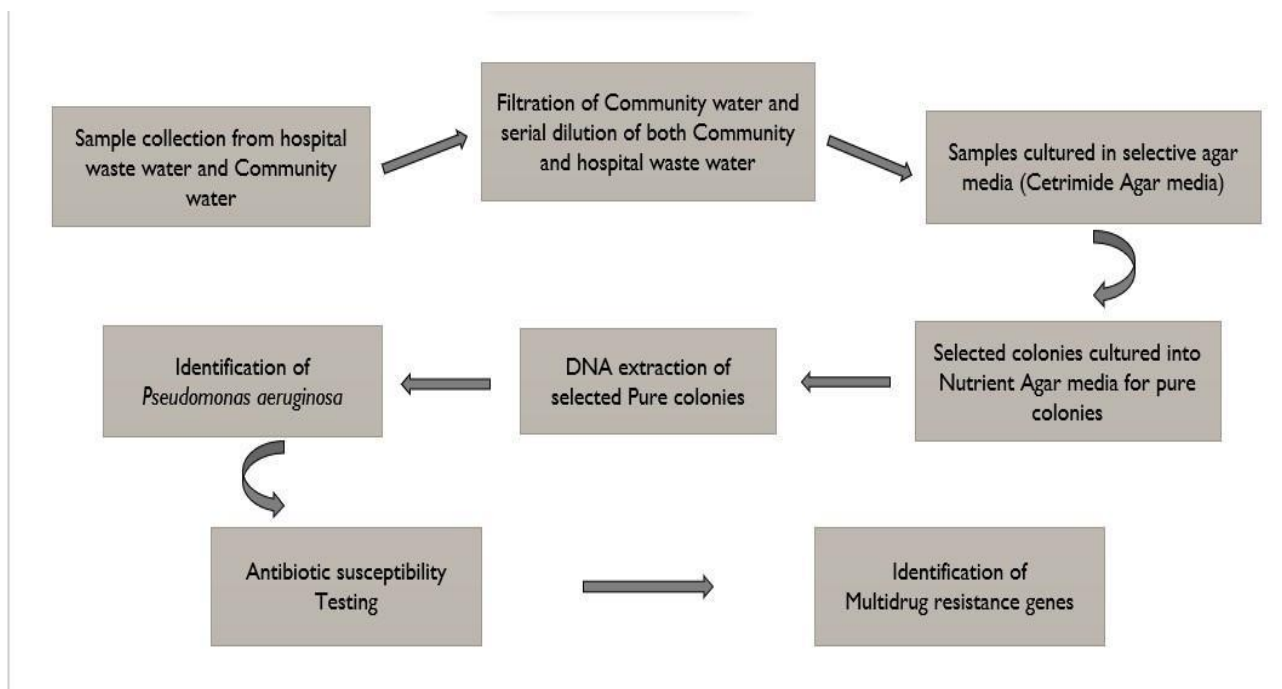 Sample collection from hospital
waste water and Community
water
Filtration of Community water and
serial dilution of both Community
and hospital waste water
Samples cultured in selective agar
media (Cetrimide Agar media)
Selected colonies cultured into
Nutrient Agar media for pure
colonies
DNA extraction of
selected Pure colonies
Identification of
Pseudomonas aeruginosa
Antibiotic susceptibility
Testing
Identification of
Multidrug resistance genes